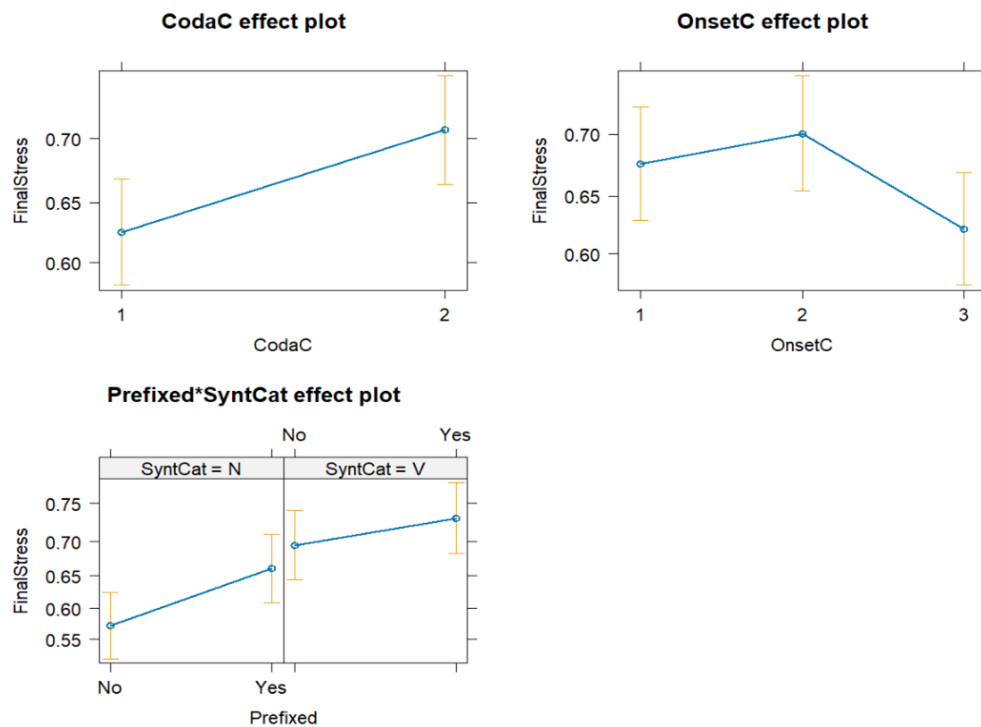 CodaC effect plot
FinalStress
0.70
0.65
0.60
1 2
CodaC
OnsetC effect plot
FinalStress
0.70
0.65
0.60
1 2 3
OnsetC
Prefixed*SyntCat effect plot
No Yes
SyntCat = N SyntCat = V
FinalStress
0.75
0.70
0.65
0.60
0.55
No Yes
Prefixed